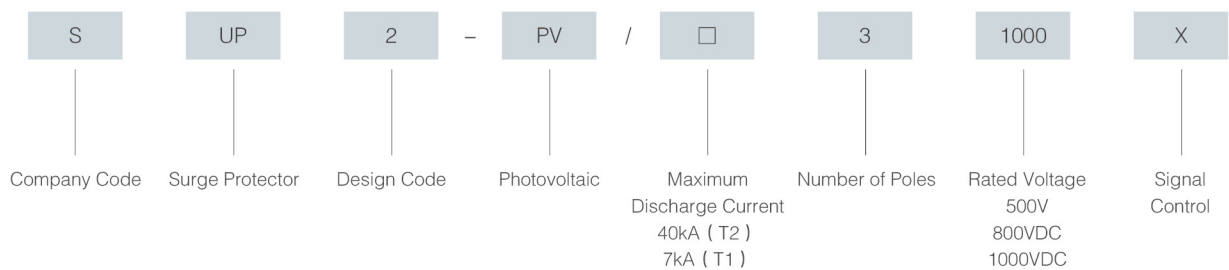 S UP 2 - PV / □ 3 1000 X
Company Code Surge Protector Design Code Photovoltaic Maximum Number of Poles Rated Voltage Signal
Discharge Current 500V Control
40kA ( T2 ) 800VDC
7kA ( T1 ) 1000VDC